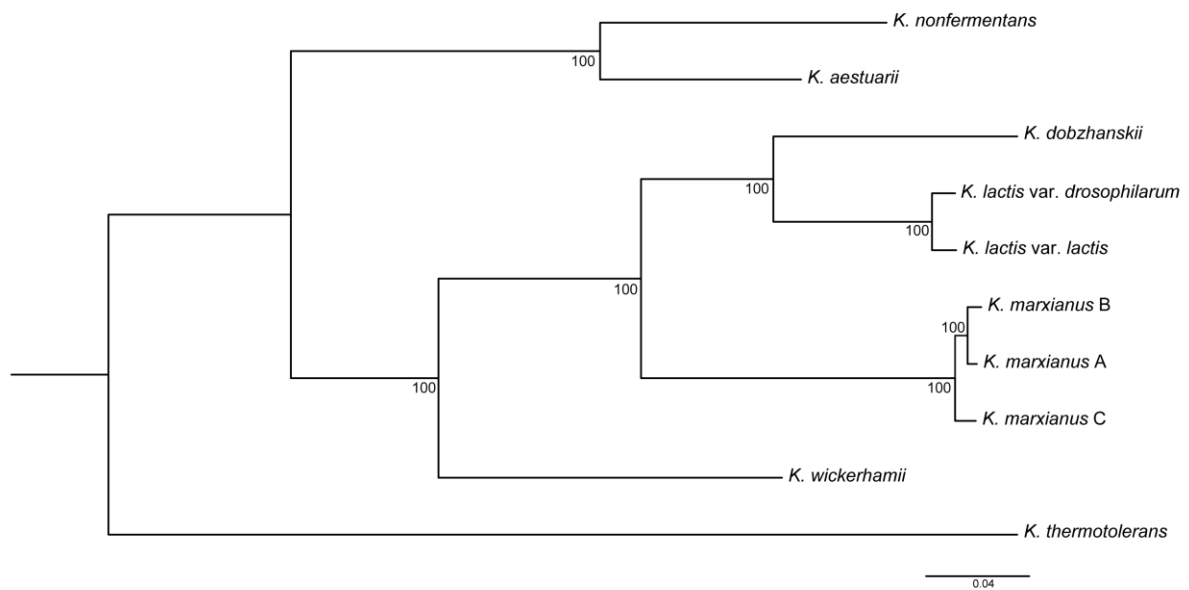 K. nonfermentans
100
K. aestuarii
K. dobzhanskii
100
K. lactis var. drosophilarum
100
K. lactis var. lactis
100
K. marxianus B
100
K. marxianus A
100
100
K. marxianus C
K. wickerhamii
K. thermotolerans
0.04